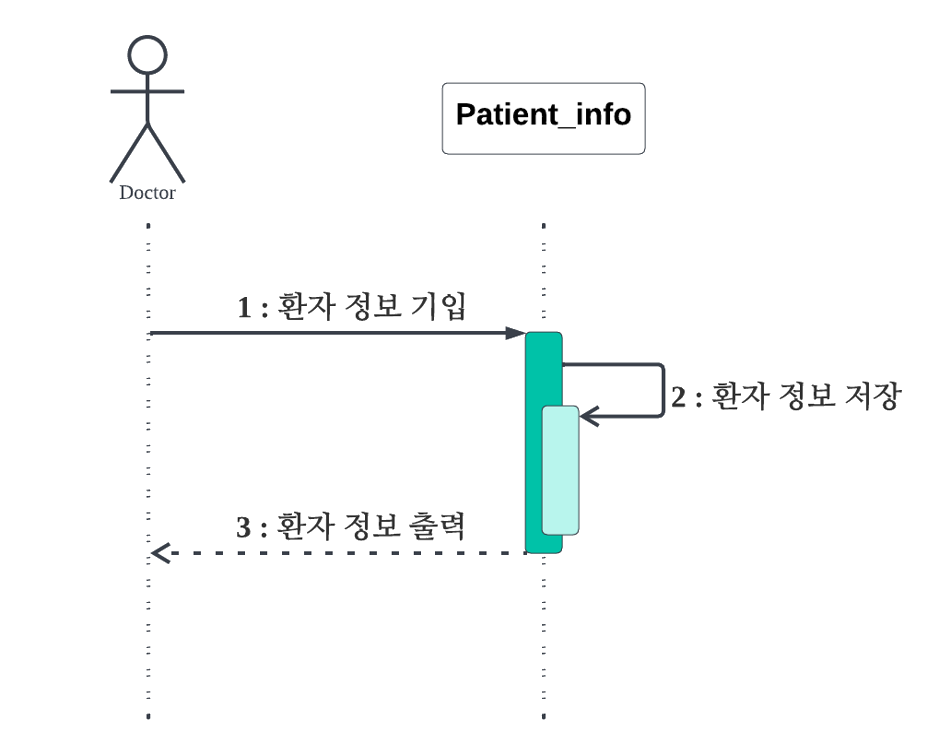 Patient_info
Doctor
1 : 환자 정보 기입
2 : 환자 정보 저장
3 : 환자 정보 출력